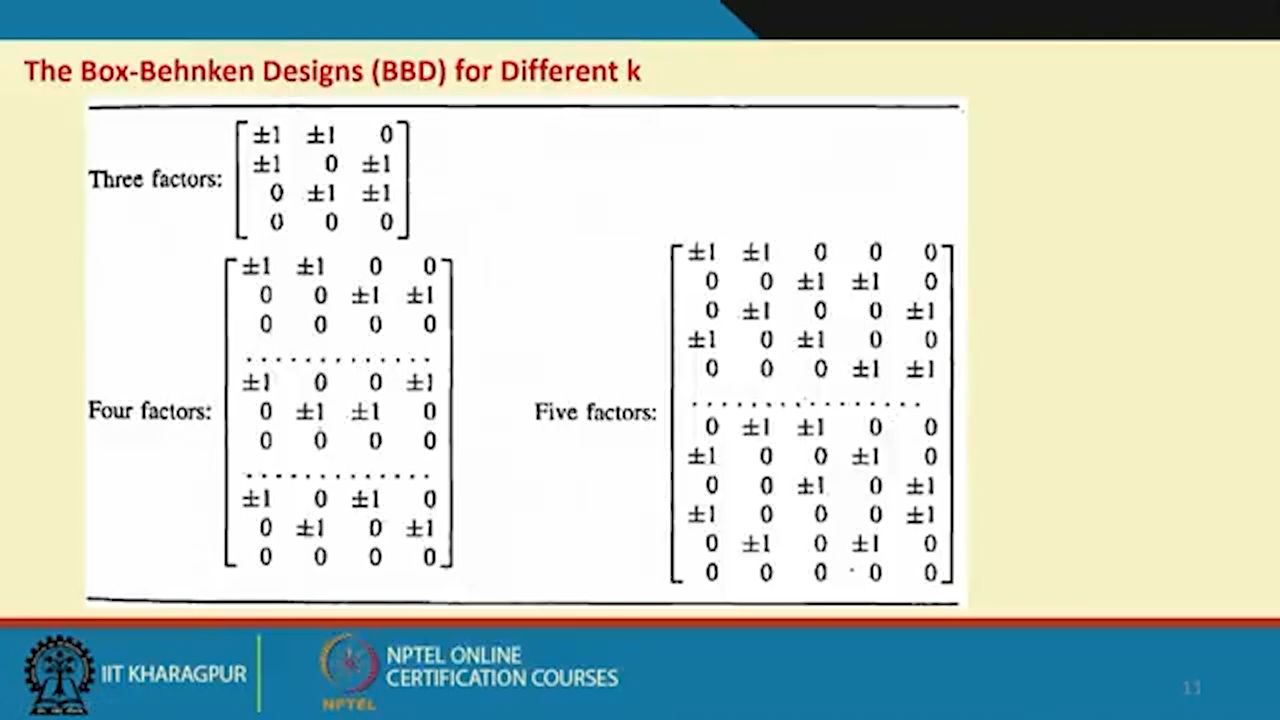 The Box-Behnken Designs (BBD) for Different k
Three factors:
±1 ±1 0
±1 0 ±1
0 ±1 ±1
0 0 0
Four factors:
±1 ±1 0 0
0 0 ±1 ±1
0 0 0 0
. . . . . . . . . . . . .
±1 0 0 ±1
0 ±1 ±1 0
0 0 0 0
. . . . . . . . . . . . .
±1 0 ±1 0
0 ±1 0 ±1
0 0 0 0
Five factors:
±1 ±1 0 0 0
0 0 ±1 ±1 0
0 ±1 0 0 ±1
±1 0 ±1 0 0
0 0 0 ±1 ±1
. . . . . . . . . . . . . . . .
0 ±1 ±1 0 0
±1 0 0 ±1 0
0 0 ±1 0 ±1
±1 0 0 0 ±1
0 ±1 0 ±1 0
0 0 0 0 0
IIT KHARAGPUR
NPTEL
NPTEL ONLINE
CERTIFICATION COURSES
11